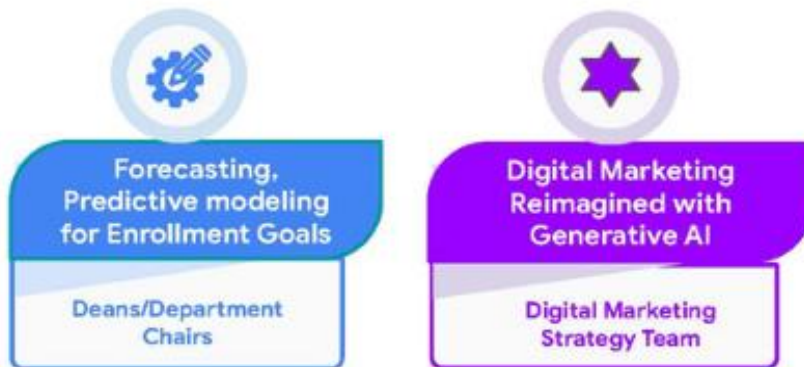 Forecasting,
Predictive modeling
for Enrollment Goals
Deans/Department
Chairs
Digital Marketing
Reimagined with
Generative AI
Digital Marketing
Strategy Team